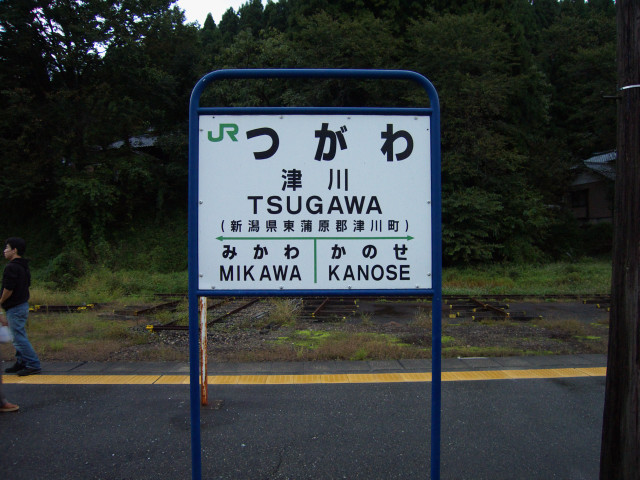 JR つがわ
津川
TSUGAWA
(新潟県東蒲原郡津川町)
みかわ かのせ
MIKAWA KANOSE